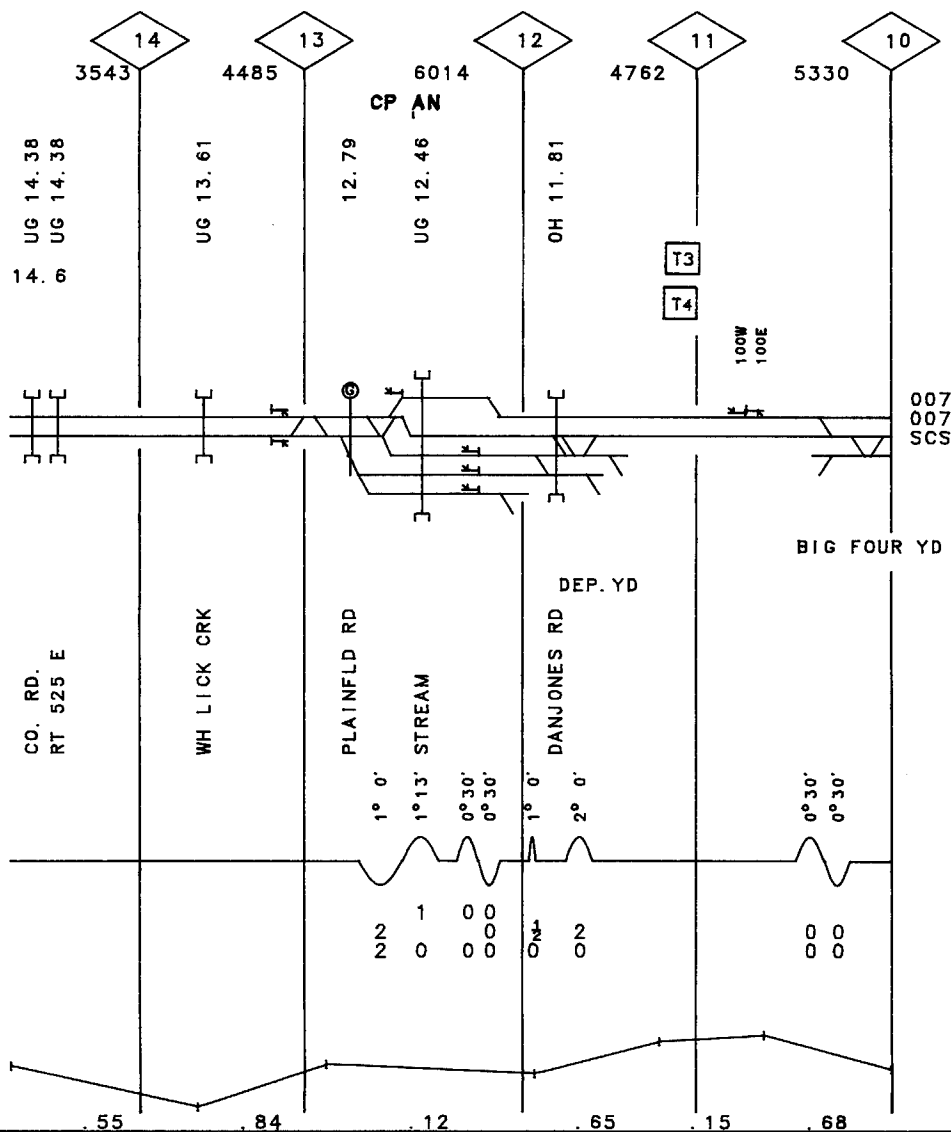 14 13 12 11 10
3543 4485 6014 4762 5330
CP AN
UG 14.38
UG 14.38
UG 13.61
12.79
UG 12.46
OH 11.81
14.6
T3
T4
100W
100E
G
007
007
SCS
BIG FOUR YD
DEP. YD
CO. RD.
RT 525 E
WH LICK CRK
PLAINFLD RD
STREAM
DANJONES RD
1° 0'
1°13'
0°30'
0°30'
1° 0'
2° 0'
0°30'
0°30'
1 0 0
2 0 1/2 2 0 0
2 0 0 0 0 0 0 0
.55 .84 .12 .65 .15 .68